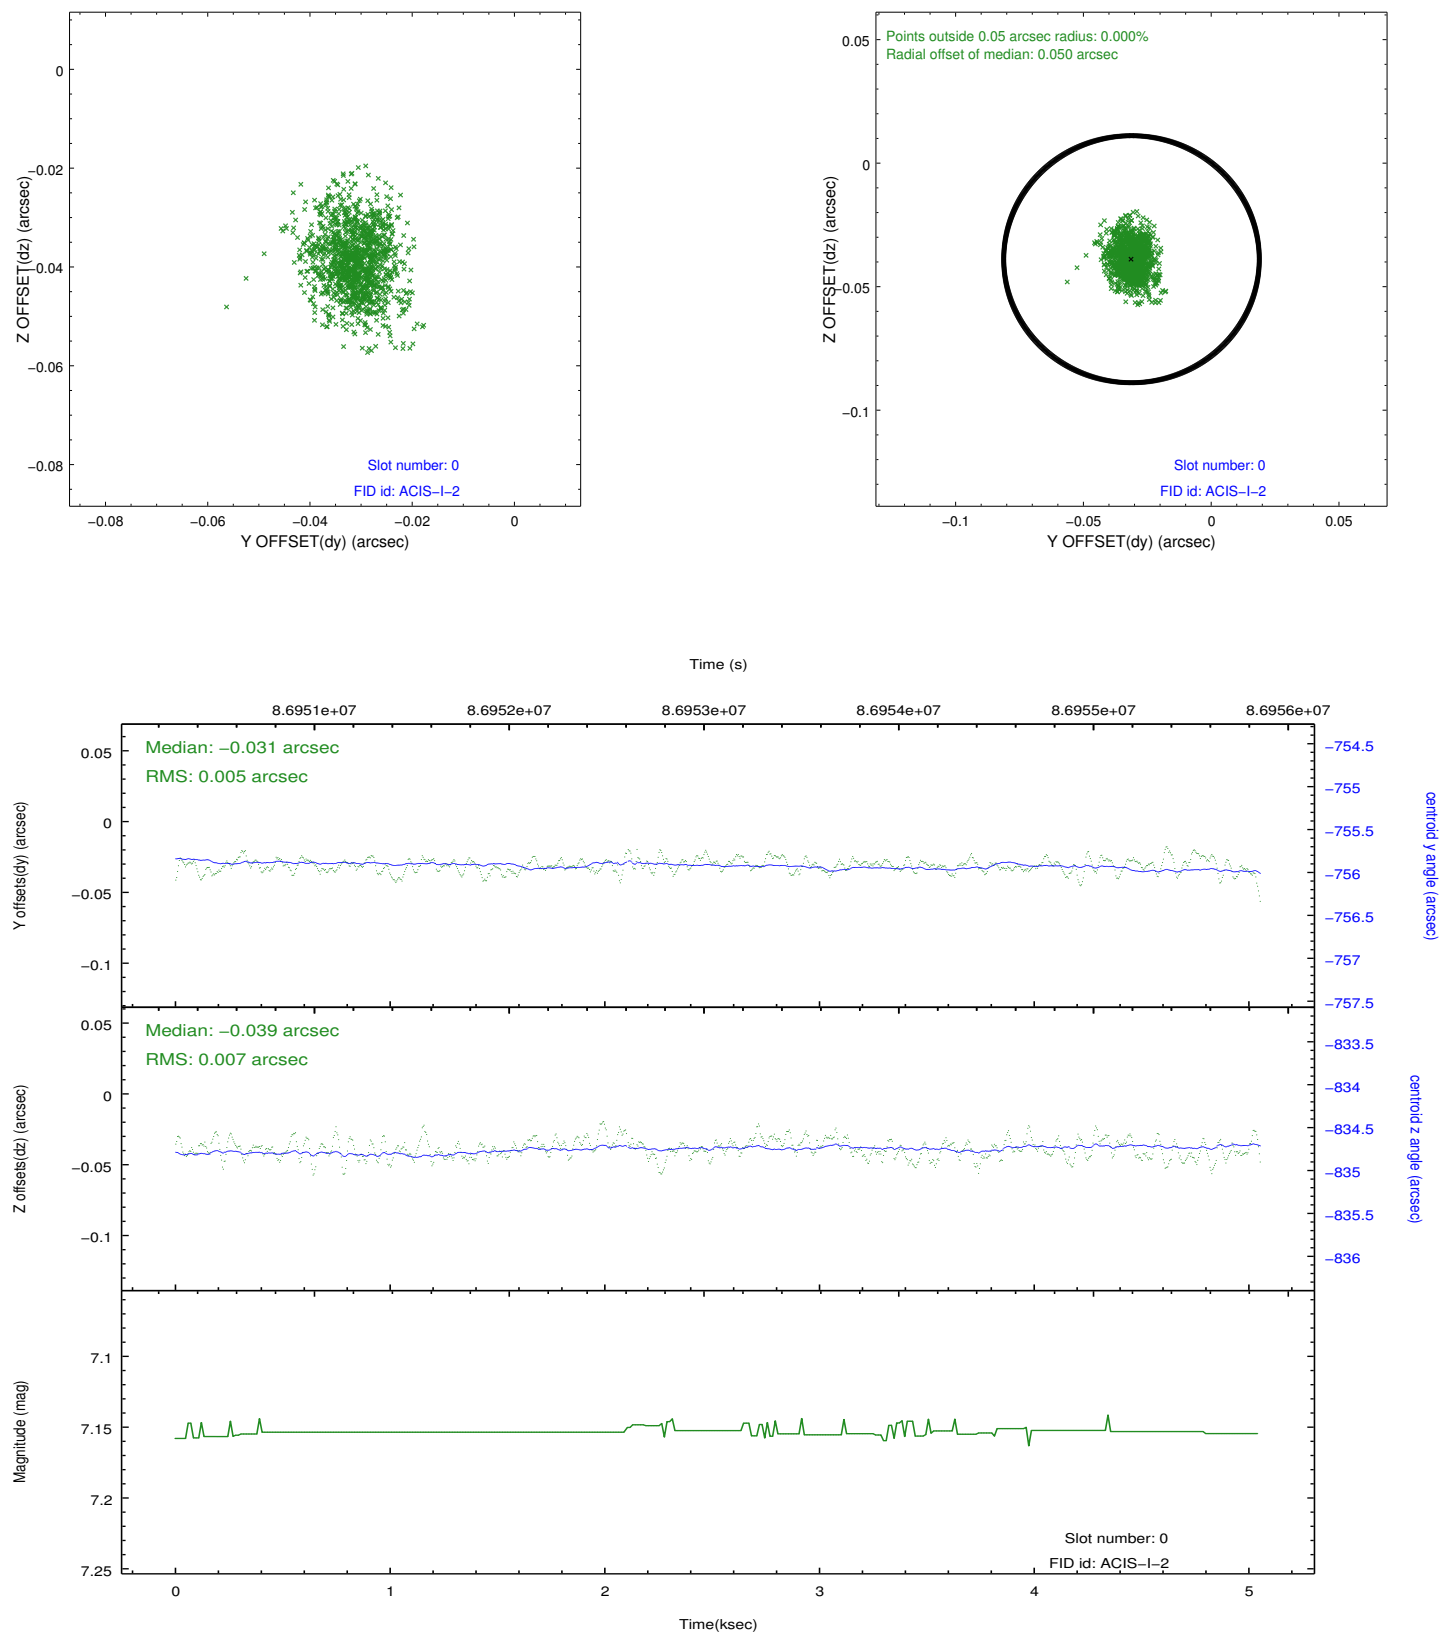 0
−0.02
−0.04
−0.06
−0.08
Z OFFSET(dz) (arcsec)
Slot number: 0
FID id: ACIS−I−2
−0.08 −0.06 −0.04 −0.02 0
Y OFFSET(dy) (arcsec)
Points outside 0.05 arcsec radius: 0.000%
Radial offset of median: 0.050 arcsec
0.05
0
−0.05
−0.1
Z OFFSET(dz) (arcsec)
Slot number: 0
FID id: ACIS−I−2
−0.1 −0.05 0 0.05
Y OFFSET(dy) (arcsec)
Time (s)
8.6951e+07 8.6952e+07 8.6953e+07 8.6954e+07 8.6955e+07 8.6956e+07
Median: −0.031 arcsec
RMS: 0.005 arcsec
0.05
0
−0.05
−0.1
Y offsets(dy) (arcsec)
−754.5
−755
−755.5
−756
−756.5
−757
−757.5
centroid y angle (arcsec)
Median: −0.039 arcsec
RMS: 0.007 arcsec
0.05
0
−0.05
−0.1
Z offsets(dz) (arcsec)
−833.5
−834
−834.5
−835
−835.5
−836
centroid z angle (arcsec)
7.1
7.15
7.2
7.25
Magnitude (mag)
Slot number: 0
FID id: ACIS−I−2
0 1 2 3 4 5
Time(ksec)